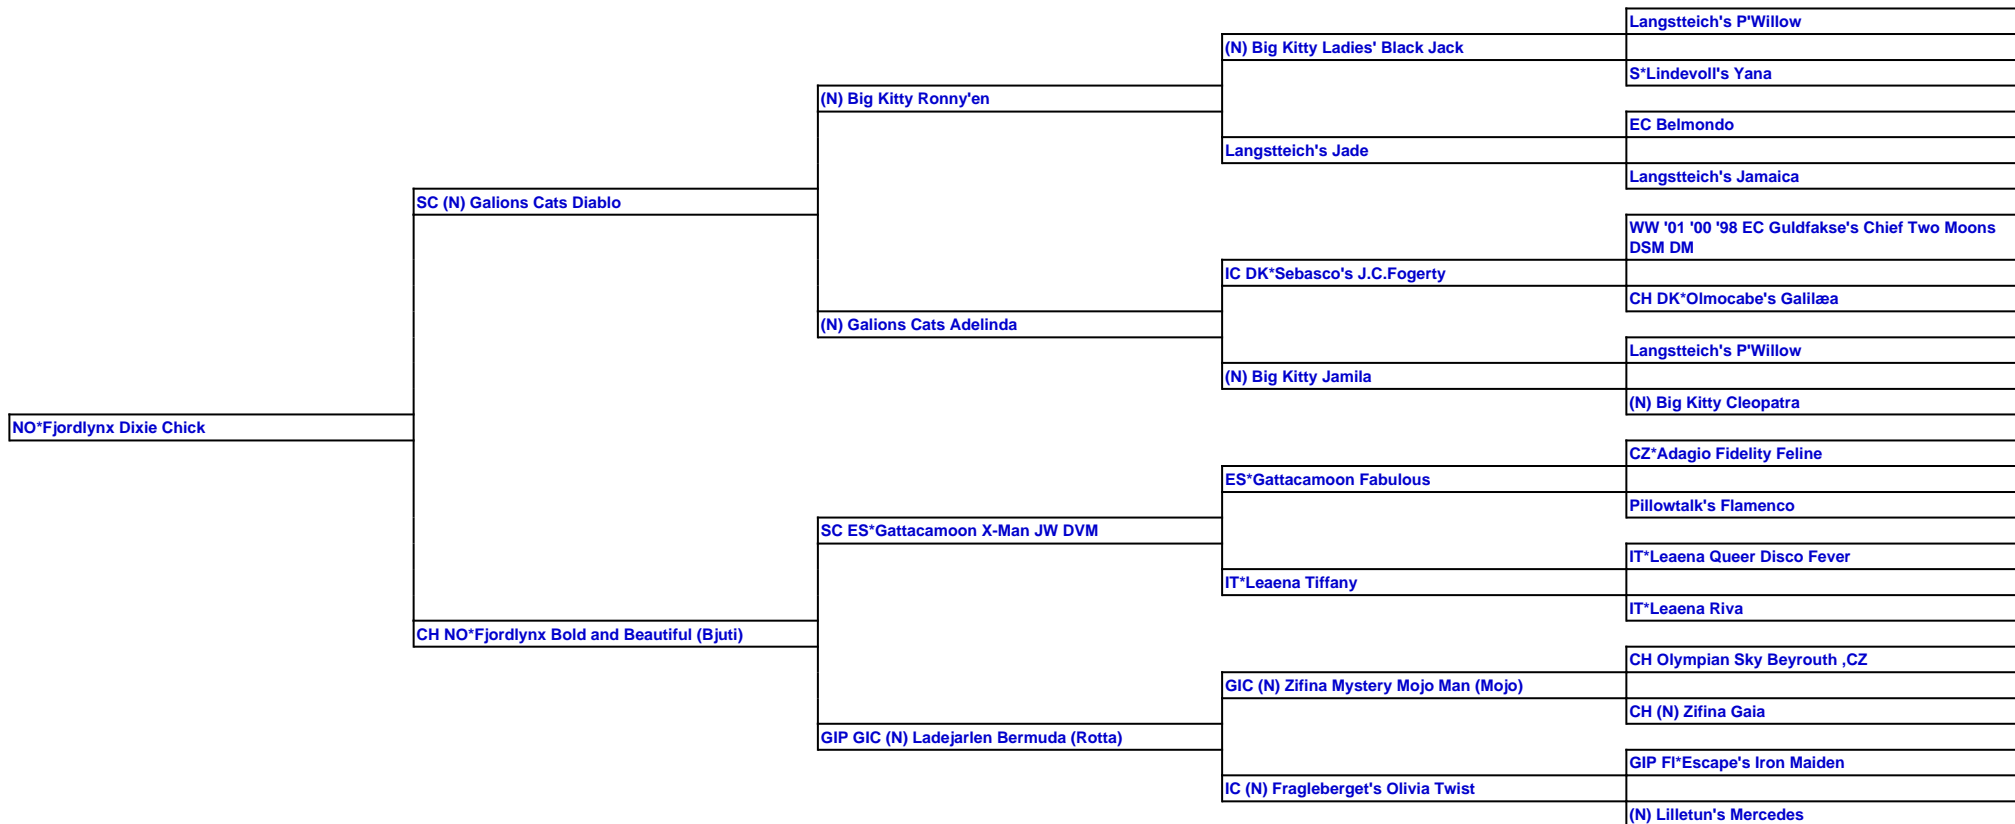 Langstteich's P'Willow
(N) Big Kitty Ladies' Black Jack
S*Lindevoll's Yana
(N) Big Kitty Ronny'en
EC Belmondo
Langstteich's Jade
Langstteich's Jamaica
SC (N) Galions Cats Diablo
WW '01 '00 '98 EC Guldfakse's Chief Two Moons
DSM DM
IC DK*Sebasco's J.C.Fogerty
CH DK*Olmocabe's Galilæa
(N) Galions Cats Adelinda
Langstteich's P'Willow
(N) Big Kitty Jamila
(N) Big Kitty Cleopatra
NO*Fjordlynx Dixie Chick
CZ*Adagio Fidelity Feline
ES*Gattacamoon Fabulous
Pillowtalk's Flamenco
SC ES*Gattacamoon X-Man JW DVM
IT*Leaena Queer Disco Fever
IT*Leaena Tiffany
IT*Leaena Riva
CH NO*Fjordlynx Bold and Beautiful (Bjuti)
CH Olympian Sky Beyrouth ,CZ
GIC (N) Zifina Mystery Mojo Man (Mojo)
CH (N) Zifina Gaia
GIP GIC (N) Ladejarlen Bermuda (Rotta)
GIP FI*Escape's Iron Maiden
IC (N) Fragleberget's Olivia Twist
(N) Lilletun's Mercedes